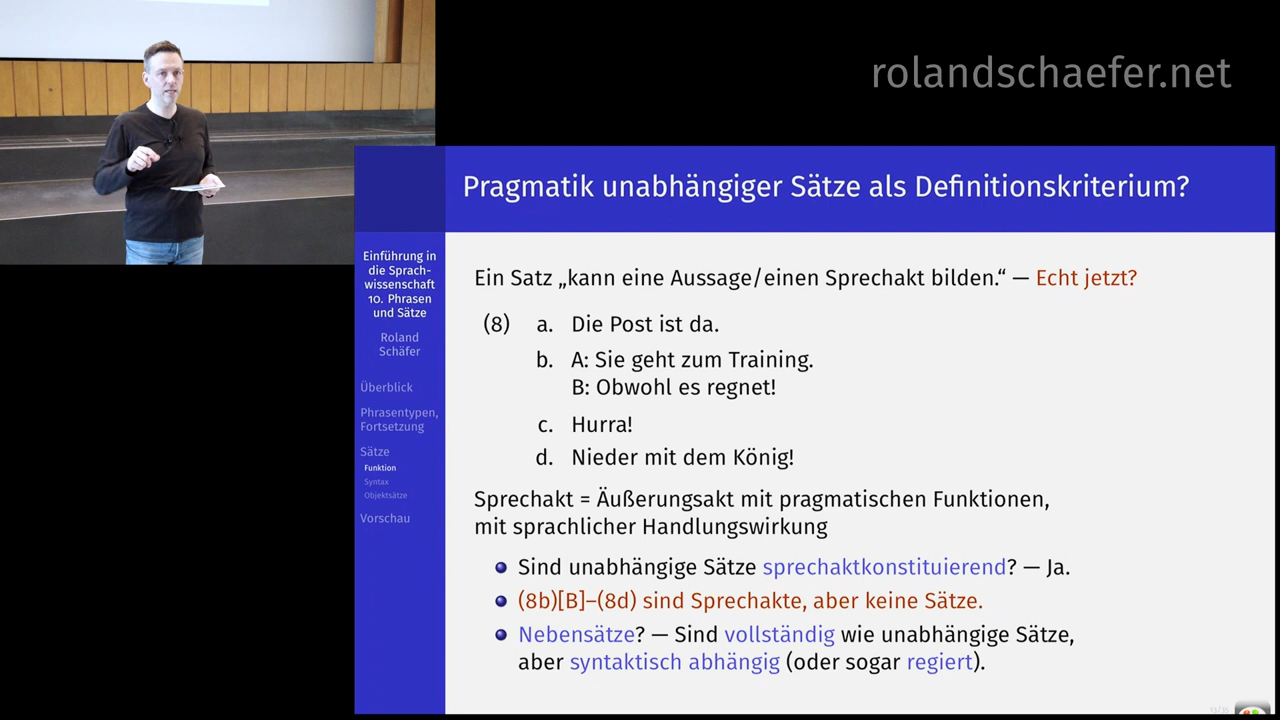 rolandschaefer.net
Pragmatik unabhängiger Sätze als Definitionskriterium?
Einführung in
die Sprach-
wissenschaft
10. Phrasen
und Sätze
Roland
Schäfer
Überblick
Phrasentypen,
Fortsetzung
Sätze
Funktion
Syntax
Objektsätze
Vorschau
Ein Satz „kann eine Aussage/einen Sprechakt bilden.“ — Echt jetzt?
(8) a. Die Post ist da.
b. A: Sie geht zum Training.
B: Obwohl es regnet!
c. Hurra!
d. Nieder mit dem König!
Sprechakt = Äußerungsakt mit pragmatischen Funktionen,
mit sprachlicher Handlungswirkung
Sind unabhängige Sätze sprechaktkonstituierend? — Ja.
(8b)[B]–(8d) sind Sprechakte, aber keine Sätze.
Nebensätze? — Sind vollständig wie unabhängige Sätze,
aber syntaktisch abhängig (oder sogar regiert).